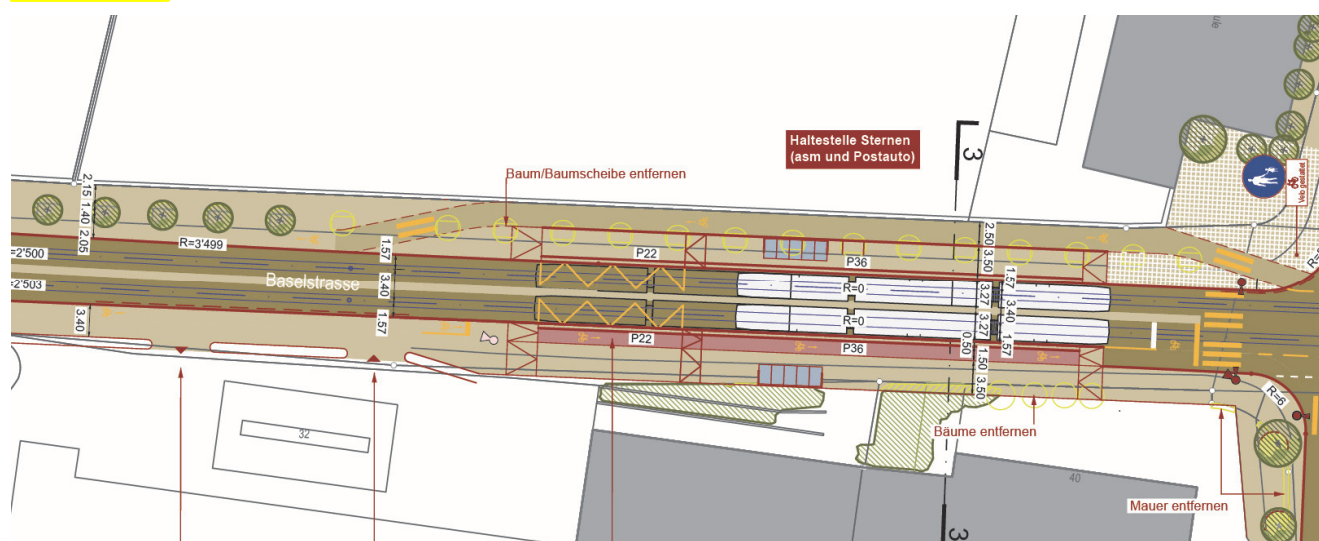 ule
Haltestelle Sternen
(asm und Postauto)
3
Baum/Baumscheibe entfernen
Velo gestattet
2.15
1.40
2.05
R=3'499
1.57
P22
P36
2.50
3.50
=2'500
Baselstrasse
3.40
R=0
3.27
1.57
3.40
=2'503
R=0
3.27
3.40
1.57
P22
P36
0.50
1.50
3.50
1.57
R=6
32
Bäume entfernen
40
Mauer entfernen
3